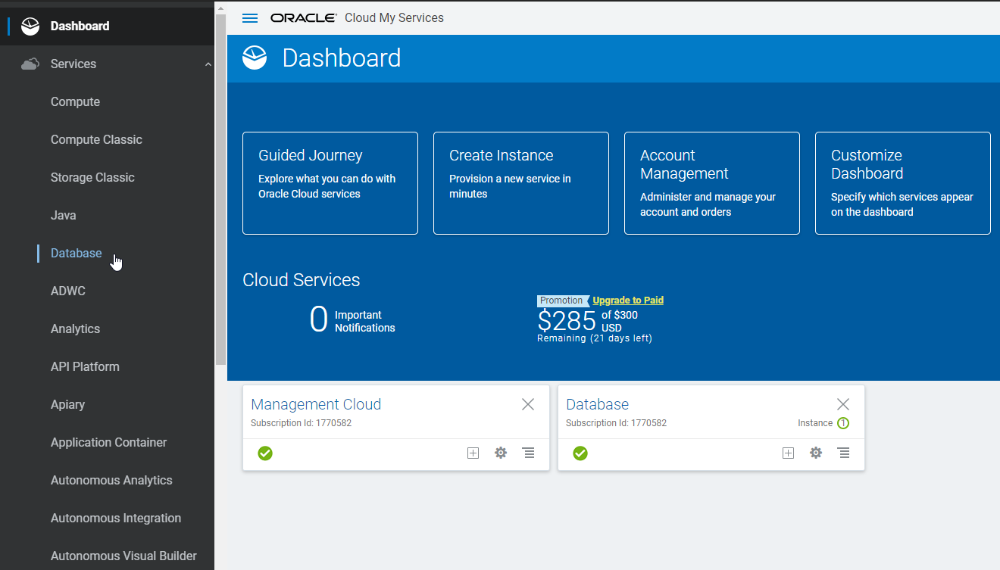 Dashboard
Services
Compute
Compute Classic
Storage Classic
Java
Database
ADWC
Analytics
API Platform
Apiary
Application Container
Autonomous Analytics
Autonomous Integration
Autonomous Visual Builder
ORACLE Cloud My Services
Dashboard
Guided Journey
Explore what you can do with
Oracle Cloud services
Create Instance
Provision a new service in
minutes
Account
Management
Administer and manage your
account and orders
Customize
Dashboard
Specify which services appear
on the dashboard
Cloud Services
0 Important
Notifications
Promotion Upgrade to Paid
$285 of $300
USD
Remaining (21 days left)
Management Cloud
Subscription Id: 1770582
Database
Subscription Id: 1770582
Instance 1